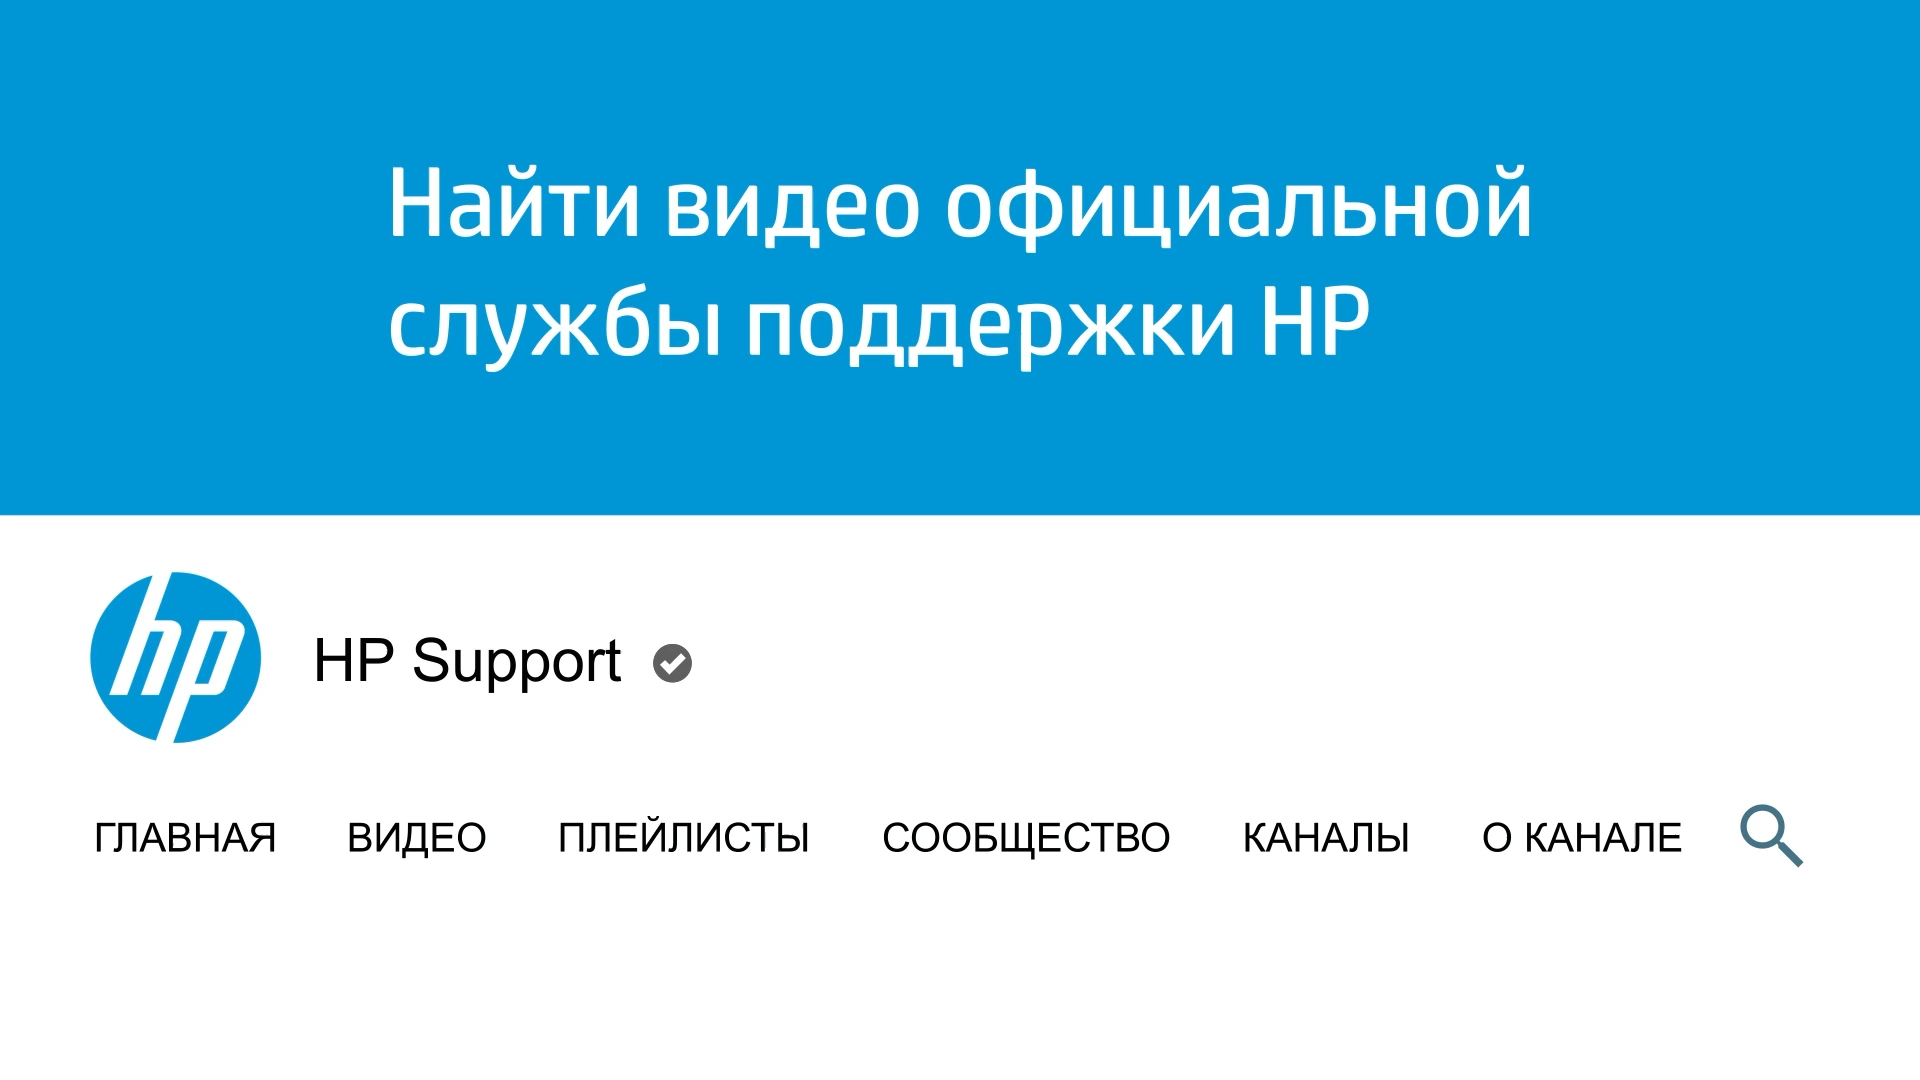 Найти видео официальной
службы поддержки HP
hp
HP Support
ГЛАВНАЯ ВИДЕО ПЛЕЙЛИСТЫ СООБЩЕСТВО КАНАЛЫ О КАНАЛЕ